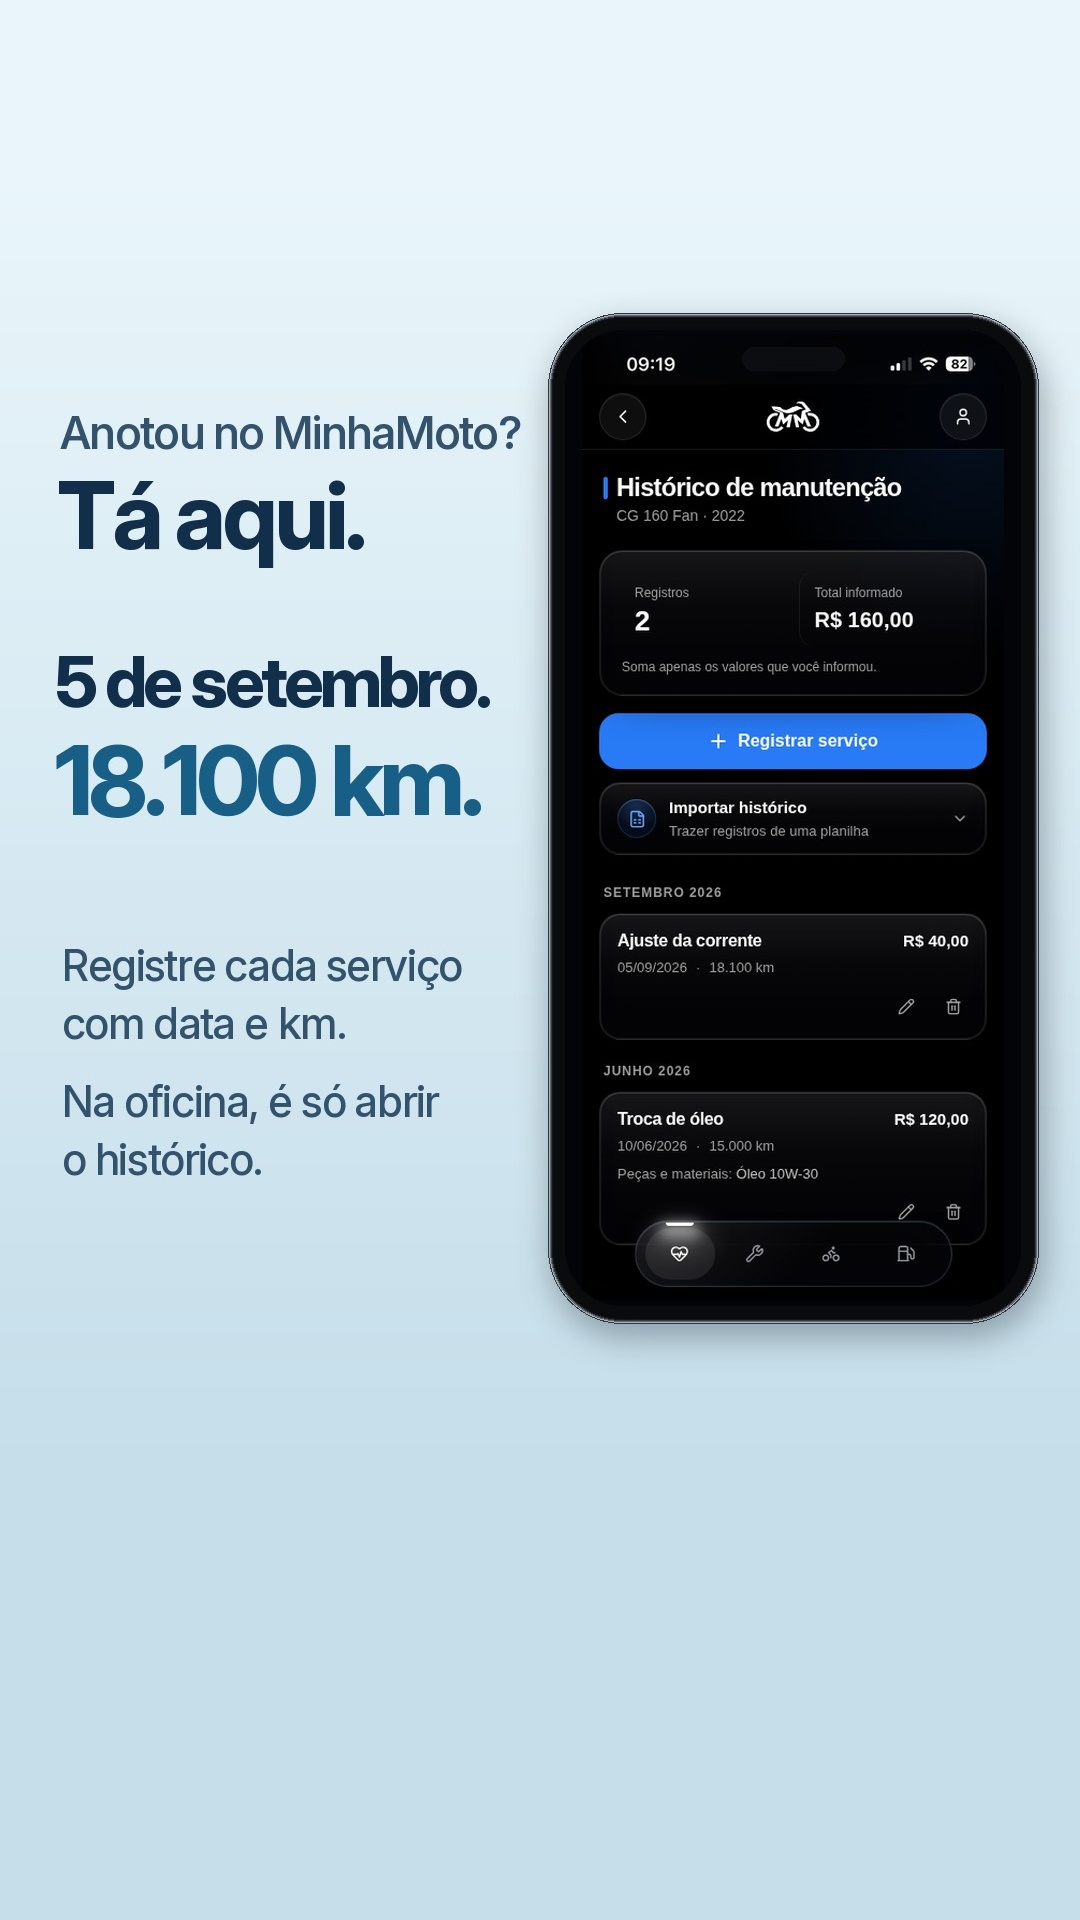 Anotou no MinhaMoto?
Tá aqui.
5 de setembro.
18.100 km.
Registre cada serviço
com data e km.
Na oficina, é só abrir
o histórico.
09:19
82
MM
Histórico de manutenção
CG 160 Fan · 2022
Registros
2
Total informado
R$ 160,00
Soma apenas os valores que você informou.
+ Registrar serviço
Importar histórico
Trazer registros de uma planilha
SETEMBRO 2026
Ajuste da corrente
R$ 40,00
05/09/2026 · 18.100 km
JUNHO 2026
Troca de óleo
R$ 120,00
10/06/2026 · 15.000 km
Peças e materiais: Óleo 10W-30